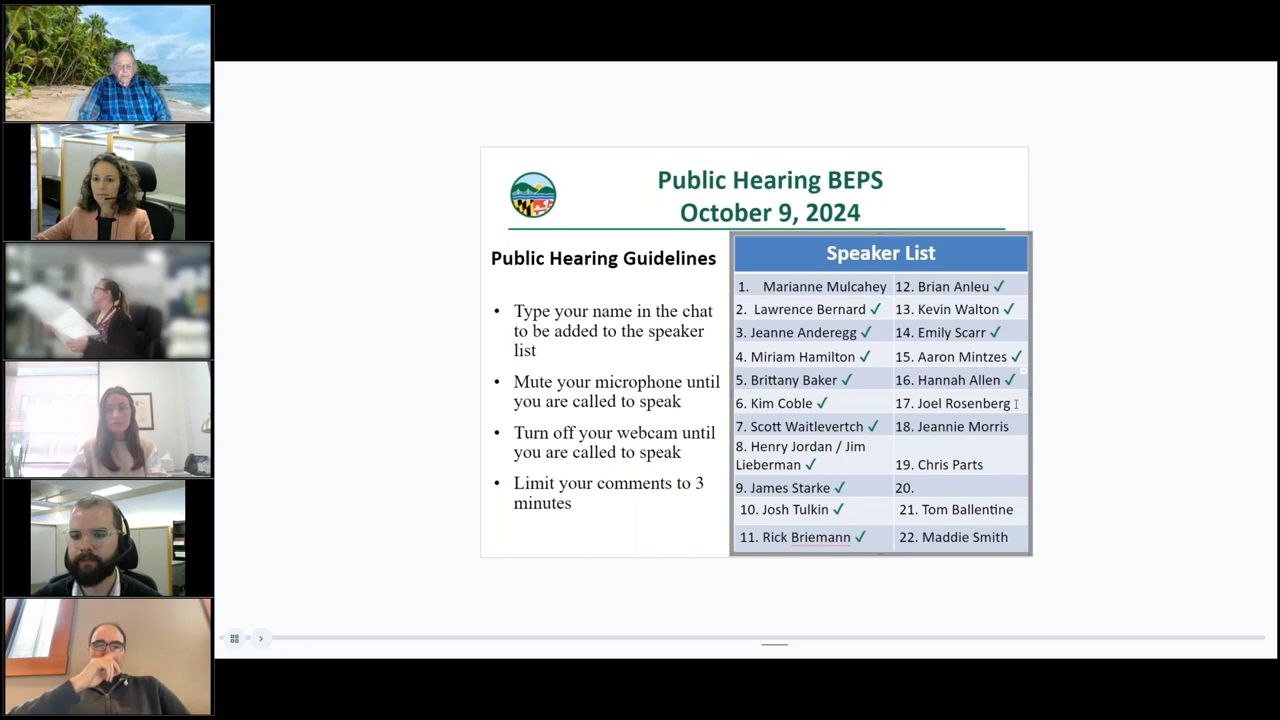 Public Hearing BEPS
October 9, 2024
Public Hearing Guidelines
• Type your name in the chat
to be added to the speaker
list
• Mute your microphone until
you are called to speak
• Turn off your webcam until
you are called to speak
• Limit your comments to 3
minutes
Speaker List
1. Marianne Mulcahey
2. Lawrence Bernard ✓
3. Jeanne Anderegg ✓
4. Miriam Hamilton ✓
5. Brittany Baker ✓
6. Kim Coble ✓
7. Scott Waitlevertch ✓
8. Henry Jordan / Jim
Lieberman ✓
9. James Starke ✓
10. Josh Tulkin ✓
11. Rick Briemann ✓
12. Brian Anleu ✓
13. Kevin Walton ✓
14. Emily Scarr ✓
15. Aaron Mintzes ✓
16. Hannah Allen ✓
17. Joel Rosenberg
18. Jeannie Morris
19. Chris Parts
20.
21. Tom Ballentine
22. Maddie Smith